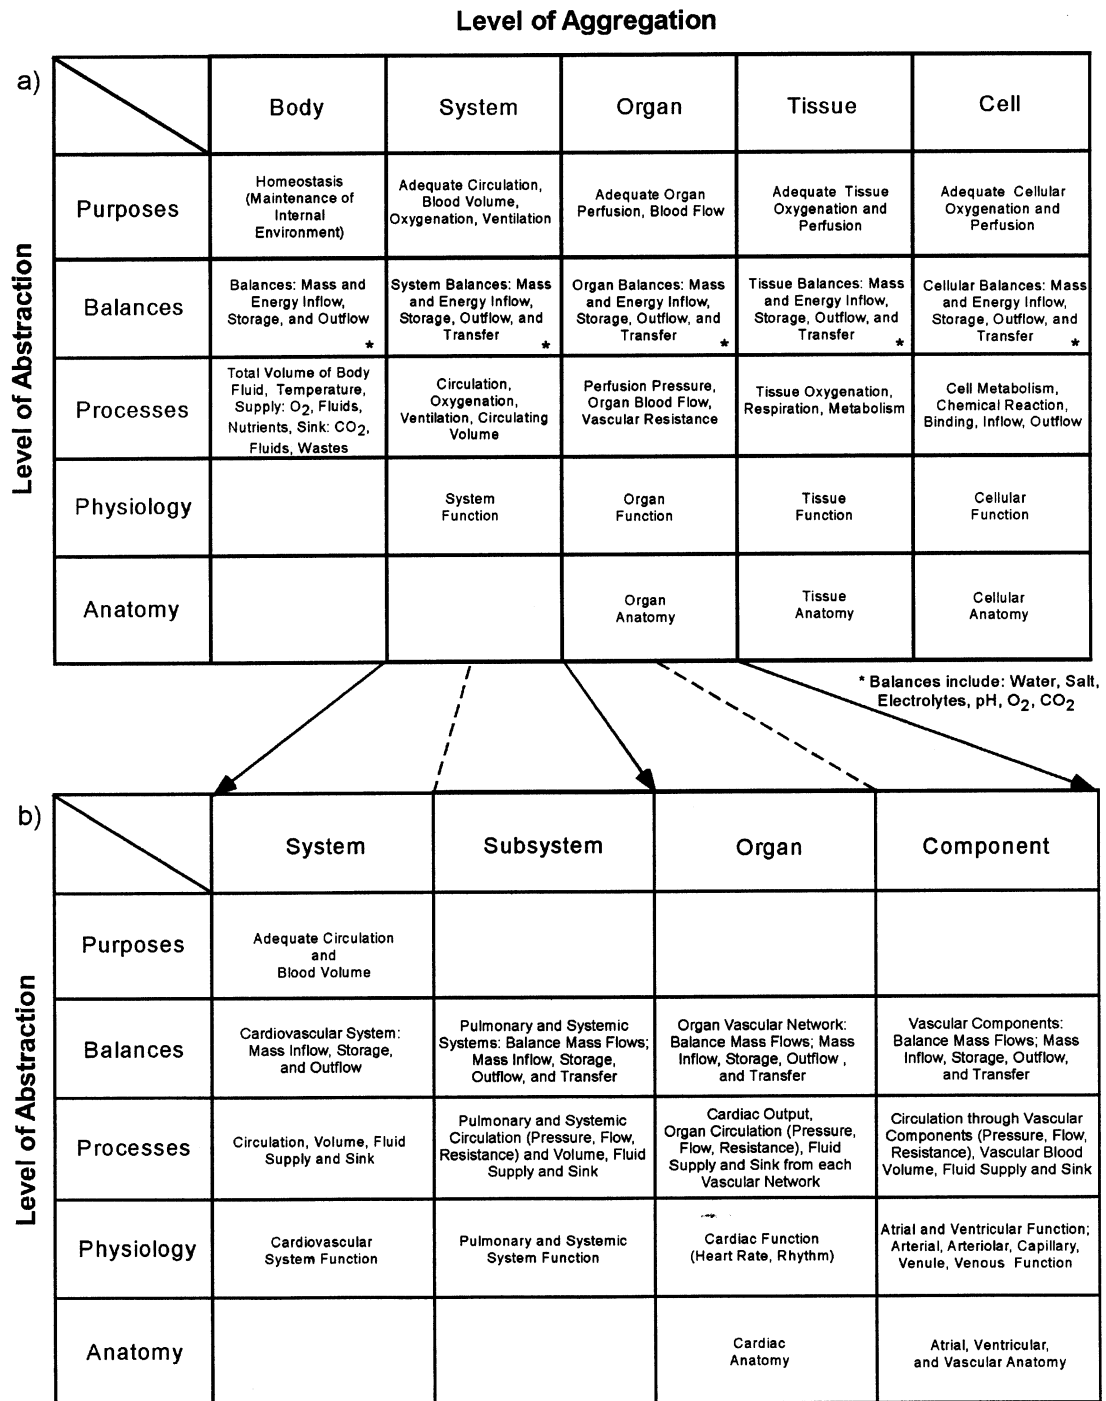 Level of Aggregation
a)
Body
System
Organ
Tissue
Cell
Level of Abstraction
Purposes
Homeostasis
(Maintenance of
Internal
Environment)
Adequate Circulation,
Blood Volume,
Oxygenation, Ventilation
Adequate Organ
Perfusion, Blood Flow
Adequate Tissue
Oxygenation and
Perfusion
Adequate Cellular
Oxygenation and
Perfusion
Balances
Balances: Mass and
Energy Inflow,
Storage, and Outflow
*
System Balances: Mass
and Energy Inflow,
Storage, Outflow, and
Transfer
*
Organ Balances: Mass
and Energy Inflow,
Storage, Outflow, and
Transfer
*
Tissue Balances: Mass
and Energy Inflow,
Storage, Outflow, and
Transfer
*
Cellular Balances: Mass
and Energy Inflow,
Storage, Outflow, and
Transfer
*
Processes
Total Volume of Body
Fluid, Temperature,
Supply: O2, Fluids,
Nutrients, Sink: CO2,
Fluids, Wastes
Circulation,
Oxygenation,
Ventilation, Circulating
Volume
Perfusion Pressure,
Organ Blood Flow,
Vascular Resistance
Tissue Oxygenation,
Respiration, Metabolism
Cell Metabolism,
Chemical Reaction,
Binding, Inflow, Outflow
Physiology
System
Function
Organ
Function
Tissue
Function
Cellular
Function
Anatomy
Organ
Anatomy
Tissue
Anatomy
Cellular
Anatomy
* Balances include: Water, Salt,
Electrolytes, pH, O2, CO2
b)
System
Subsystem
Organ
Component
Level of Abstraction
Purposes
Adequate Circulation
and
Blood Volume
Balances
Cardiovascular System:
Mass Inflow, Storage,
and Outflow
Pulmonary and Systemic
Systems: Balance Mass Flows;
Mass Inflow, Storage,
Outflow, and Transfer
Organ Vascular Network:
Balance Mass Flows; Mass
Inflow, Storage, Outflow ,
and Transfer
Vascular Components:
Balance Mass Flows; Mass
Inflow, Storage, Outflow,
and Transfer
Processes
Circulation, Volume, Fluid
Supply and Sink
Pulmonary and Systemic
Circulation (Pressure, Flow,
Resistance) and Volume, Fluid
Supply and Sink
Cardiac Output,
Organ Circulation (Pressure,
Flow, Resistance), Fluid
Supply and Sink from each
Vascular Network
Circulation through Vascular
Components (Pressure, Flow,
Resistance), Vascular Blood
Volume, Fluid Supply and Sink
Physiology
Cardiovascular
System Function
Pulmonary and Systemic
System Function
Cardiac Function
(Heart Rate, Rhythm)
Atrial and Ventricular Function;
Arterial, Arteriolar, Capillary,
Venule, Venous Function
Anatomy
Cardiac
Anatomy
Atrial, Ventricular,
and Vascular Anatomy